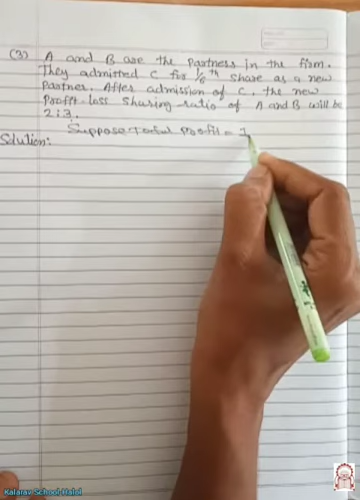 (3) A and B are the Partners in the firm.
They admitted C for 1/6th share as a new
Partner. After admission of C, the new
Profit-loss sharing ratio of A and B will be
2:3.
Suppose total Profit = 1
Solution:
Kalarav School Halol